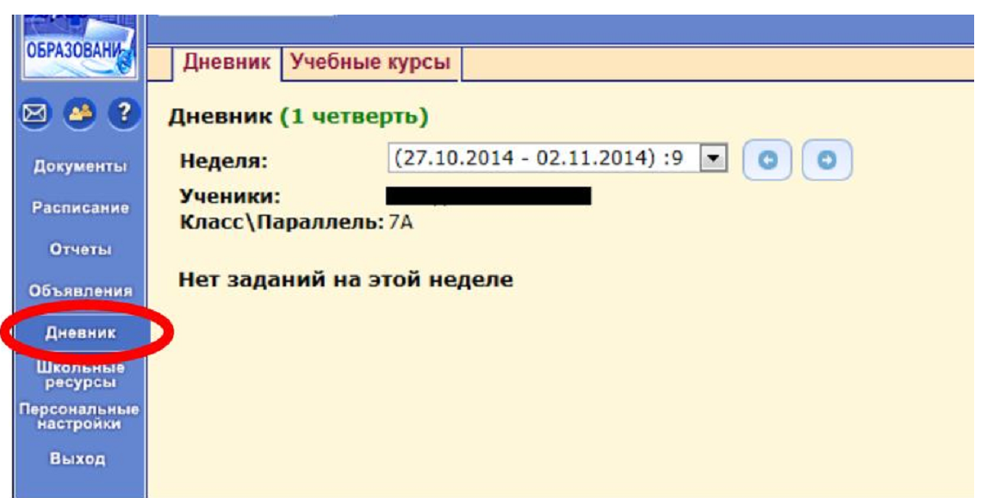 ОБРАЗОВАНИ
Дневник
Учебные курсы
?
Дневник (1 четверть)
Неделя: (27.10.2014 - 02.11.2014) :9
Ученики:
Класс\Параллель: 7А
Нет заданий на этой неделе
Документы
Расписание
Отчеты
Объявления
Дневник
Школьные
ресурсы
Персональные
настройки
Выход